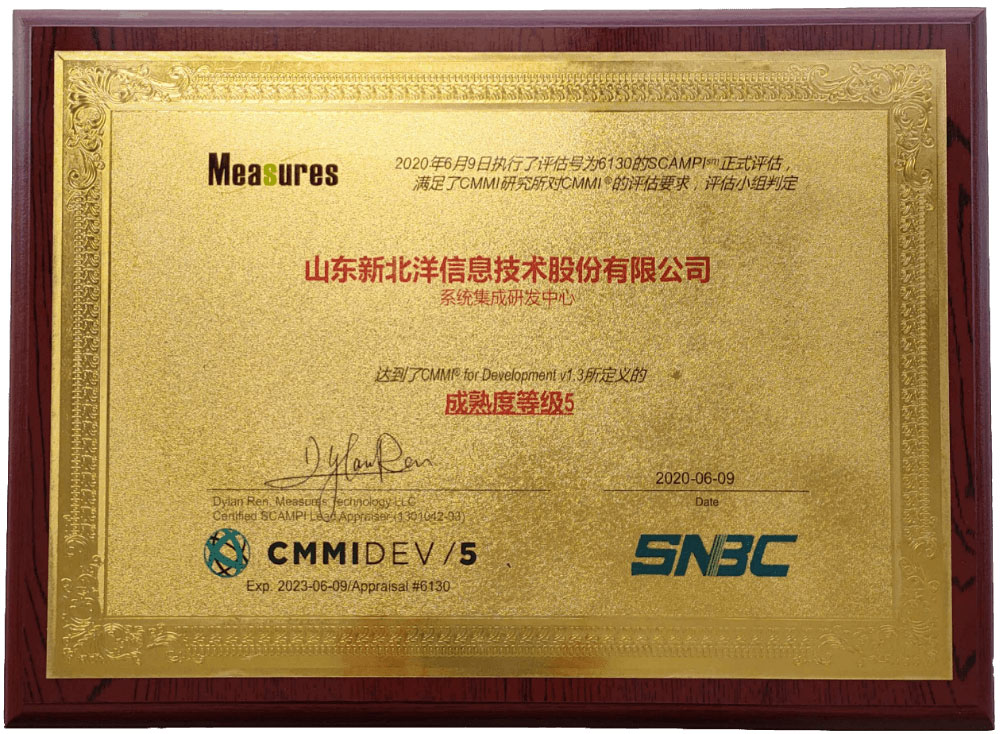 Measures
2020年6月9日执行了评估号为6130的SCAMPI℠正式评估，
满足了CMMI研究所对CMMI®的评估要求；评估小组判定
山东新北洋信息技术股份有限公司
系统集成研发中心
达到了CMMI® for Development v1.3所定义的
成熟度等级5
Dylan Ren
2020-06-09
Dylan Ren, Measures Technology LLC
Date
Certified SCAMPI Lead Appraiser (1301042-03)
CMMIDEV/5
SNBC
Exp. 2023-06-09/Appraisal #6130